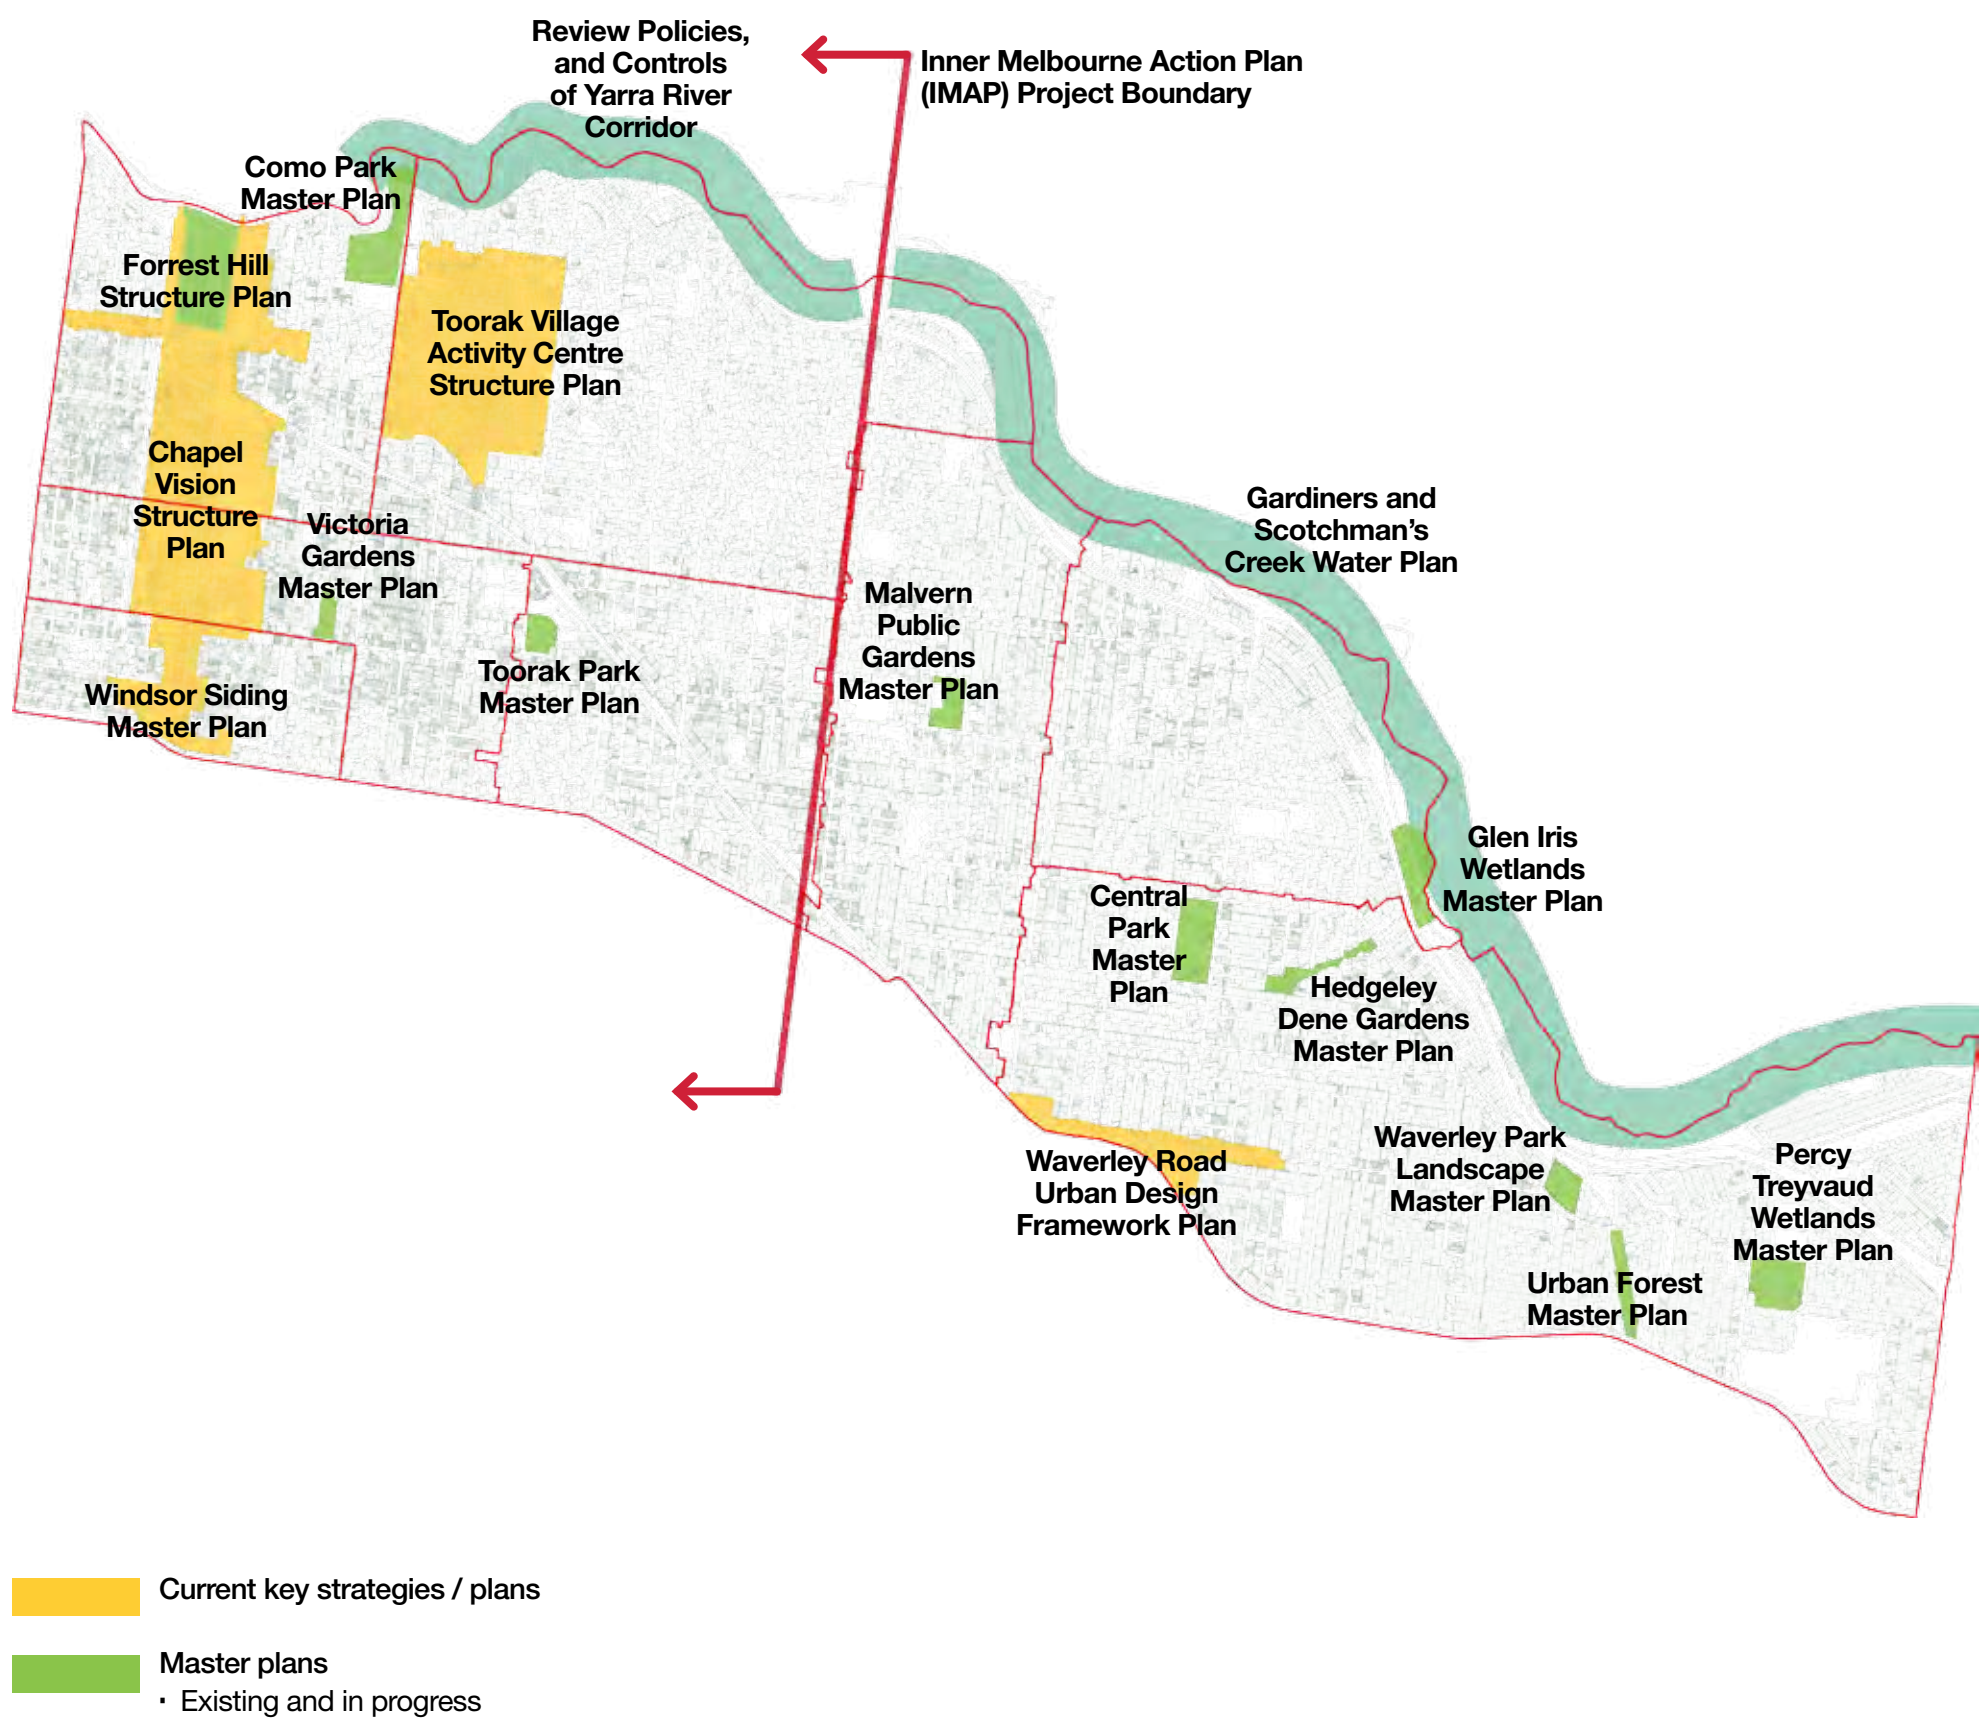 Review Policies,
and Controls
of Yarra River
Corridor
Inner Melbourne Action Plan
(IMAP) Project Boundary
Como Park
Master Plan
Forrest Hill
Structure Plan
Toorak Village
Activity Centre
Structure Plan
Chapel
Vision
Structure
Plan
Victoria
Gardens
Master Plan
Gardiners and
Scotchman’s
Creek Water Plan
Malvern
Public
Gardens
Master Plan
Toorak Park
Master Plan
Windsor Siding
Master Plan
Glen Iris
Wetlands
Master Plan
Central
Park
Master
Plan
Hedgeley
Dene Gardens
Master Plan
Waverley Road
Urban Design
Framework Plan
Waverley Park
Landscape
Master Plan
Percy
Treyvaud
Wetlands
Master Plan
Urban Forest
Master Plan
Current key strategies / plans
Master plans
· Existing and in progress